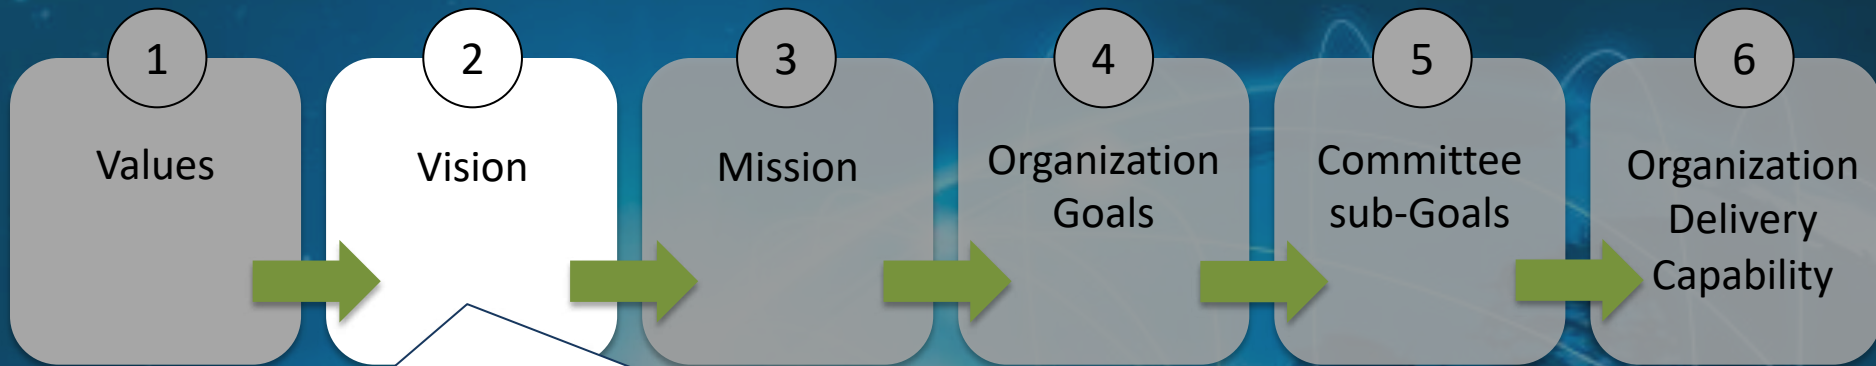 1
Values
2
Vision
3
Mission
4
Organization
Goals
5
Committee
sub-Goals
6
Organization
Delivery
Capability